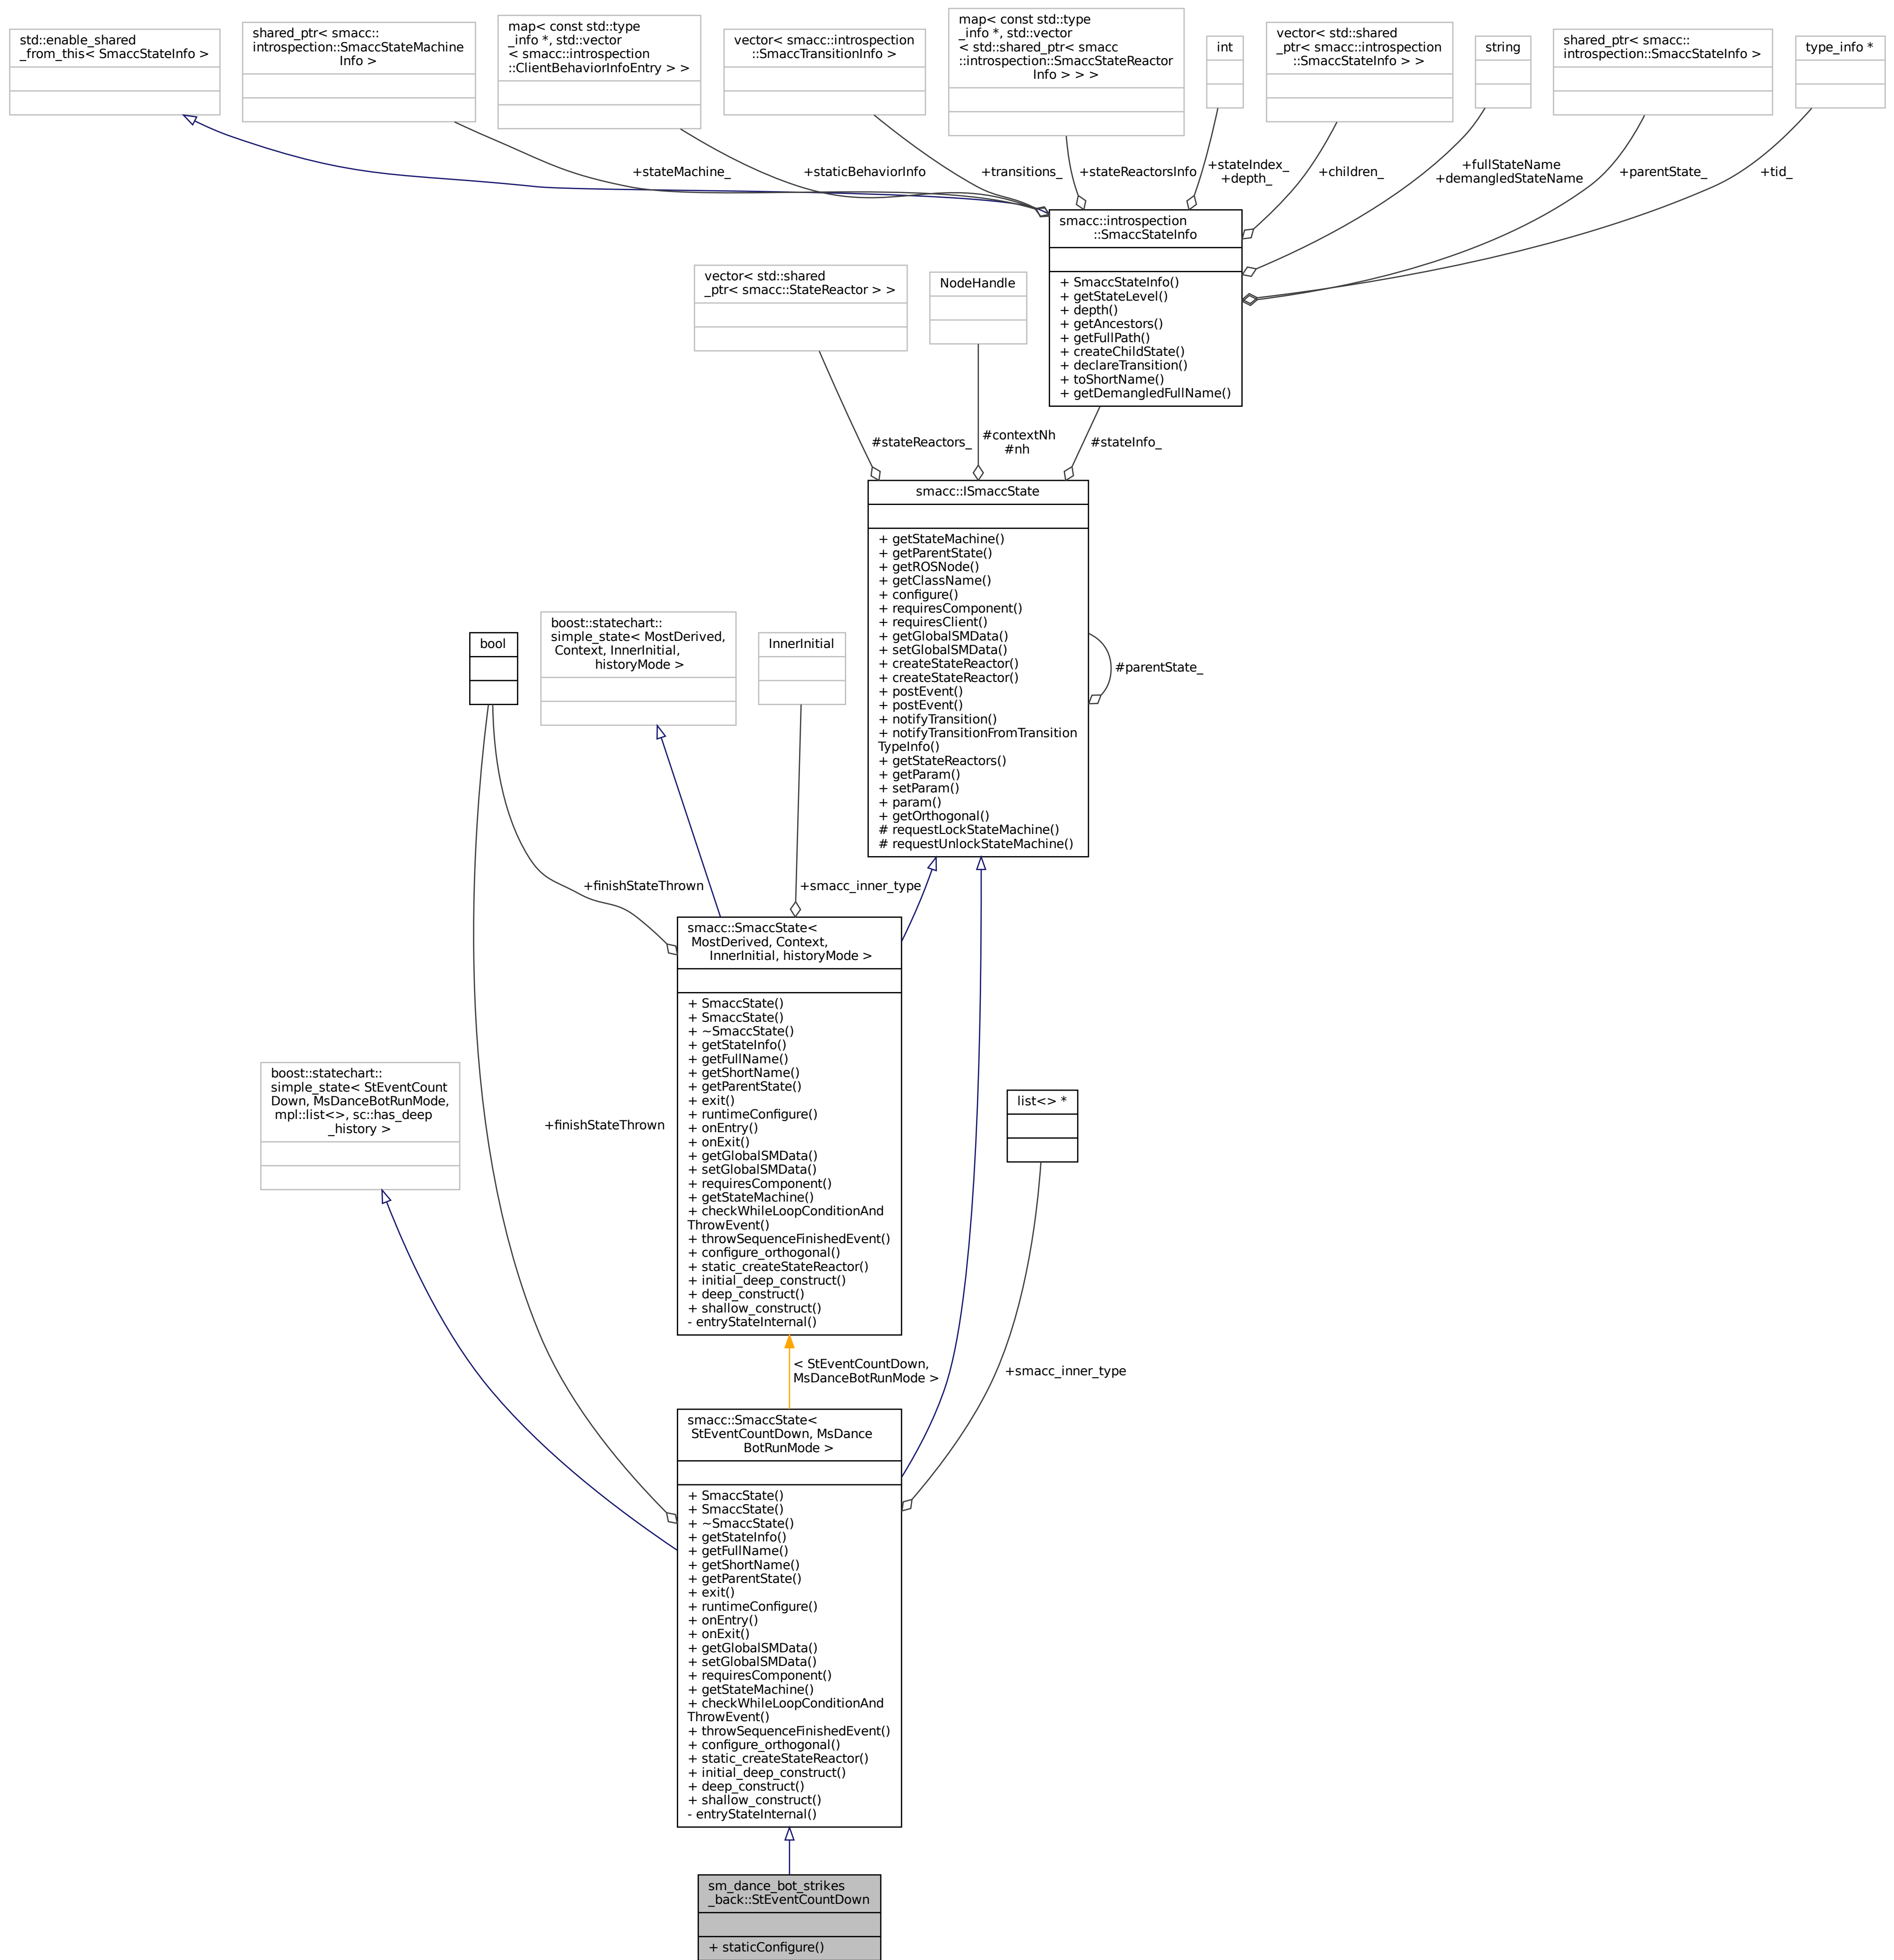 std::enable_shared
_from_this< SmaccStateInfo >
shared_ptr< smacc::
introspection::SmaccStateMachine
Info >
map< const std::type
_info *, std::vector
< smacc::introspection
::ClientBehaviorInfoEntry > >
vector< smacc::introspection
::SmaccTransitionInfo >
map< const std::type
_info *, std::vector
< std::shared_ptr< smacc
::introspection::SmaccStateReactor
Info > > >
int
vector< std::shared
_ptr< smacc::introspection
::SmaccStateInfo > >
string
shared_ptr< smacc::
introspection::SmaccStateInfo >
type_info *
+stateMachine_
+staticBehaviorInfo
+transitions_
+stateReactorsInfo
+stateIndex_
+depth_
+children_
+fullStateName
+demangledStateName
+parentState_
+tid_
smacc::introspection
::SmaccStateInfo
+ SmaccStateInfo()
+ getStateLevel()
+ depth()
+ getAncestors()
+ getFullPath()
+ createChildState()
+ declareTransition()
+ toShortName()
+ getDemangledFullName()
vector< std::shared
_ptr< smacc::StateReactor > >
NodeHandle
#stateReactors_
#contextNh
#nh
#stateInfo_
smacc::ISmaccState
+ getStateMachine()
+ getParentState()
+ getROSNode()
+ getClassName()
+ configure()
+ requiresComponent()
+ requiresClient()
+ getGlobalSMData()
+ setGlobalSMData()
+ createStateReactor()
+ createStateReactor()
+ postEvent()
+ postEvent()
+ notifyTransition()
+ notifyTransitionFromTransition
TypeInfo()
+ getStateReactors()
+ getParam()
+ setParam()
+ param()
+ getOrthogonal()
# requestLockStateMachine()
# requestUnlockStateMachine()
#parentState_
bool
boost::statechart::
simple_state< MostDerived,
Context, InnerInitial,
historyMode >
InnerInitial
+finishStateThrown
+smacc_inner_type
smacc::SmaccState<
MostDerived, Context,
InnerInitial, historyMode >
+ SmaccState()
+ SmaccState()
+ ~SmaccState()
+ getStateInfo()
+ getFullName()
+ getShortName()
+ getParentState()
+ exit()
+ runtimeConfigure()
+ onEntry()
+ onExit()
+ getGlobalSMData()
+ setGlobalSMData()
+ requiresComponent()
+ getStateMachine()
+ checkWhileLoopConditionAnd
ThrowEvent()
+ throwSequenceFinishedEvent()
+ configure_orthogonal()
+ static_createStateReactor()
+ initial_deep_construct()
+ deep_construct()
+ shallow_construct()
- entryStateInternal()
boost::statechart::
simple_state< StEventCount
Down, MsDanceBotRunMode,
mpl::list<>, sc::has_deep
_history >
+finishStateThrown
list<> *
< StEventCountDown,
MsDanceBotRunMode >
+smacc_inner_type
smacc::SmaccState<
StEventCountDown, MsDance
BotRunMode >
+ SmaccState()
+ SmaccState()
+ ~SmaccState()
+ getStateInfo()
+ getFullName()
+ getShortName()
+ getParentState()
+ exit()
+ runtimeConfigure()
+ onEntry()
+ onExit()
+ getGlobalSMData()
+ setGlobalSMData()
+ requiresComponent()
+ getStateMachine()
+ checkWhileLoopConditionAnd
ThrowEvent()
+ throwSequenceFinishedEvent()
+ configure_orthogonal()
+ static_createStateReactor()
+ initial_deep_construct()
+ deep_construct()
+ shallow_construct()
- entryStateInternal()
sm_dance_bot_strikes
_back::StEventCountDown
+ staticConfigure()